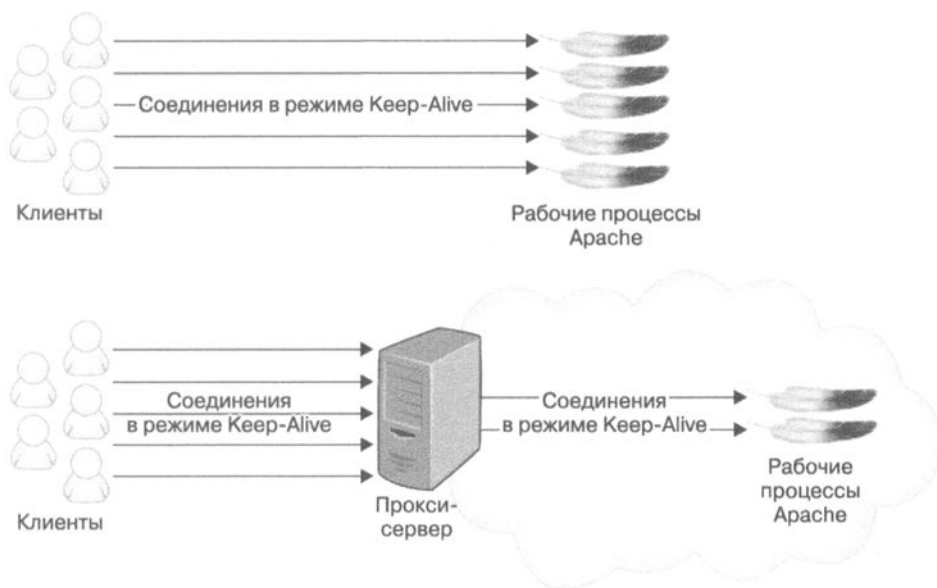 Соединения в режиме Keep-Alive
Клиенты
Рабочие процессы
Apache
Соединения
в режиме Keep-Alive
Соединения
в режиме Keep-Alive
Клиенты
Прокси-
сервер
Рабочие
процессы
Apache